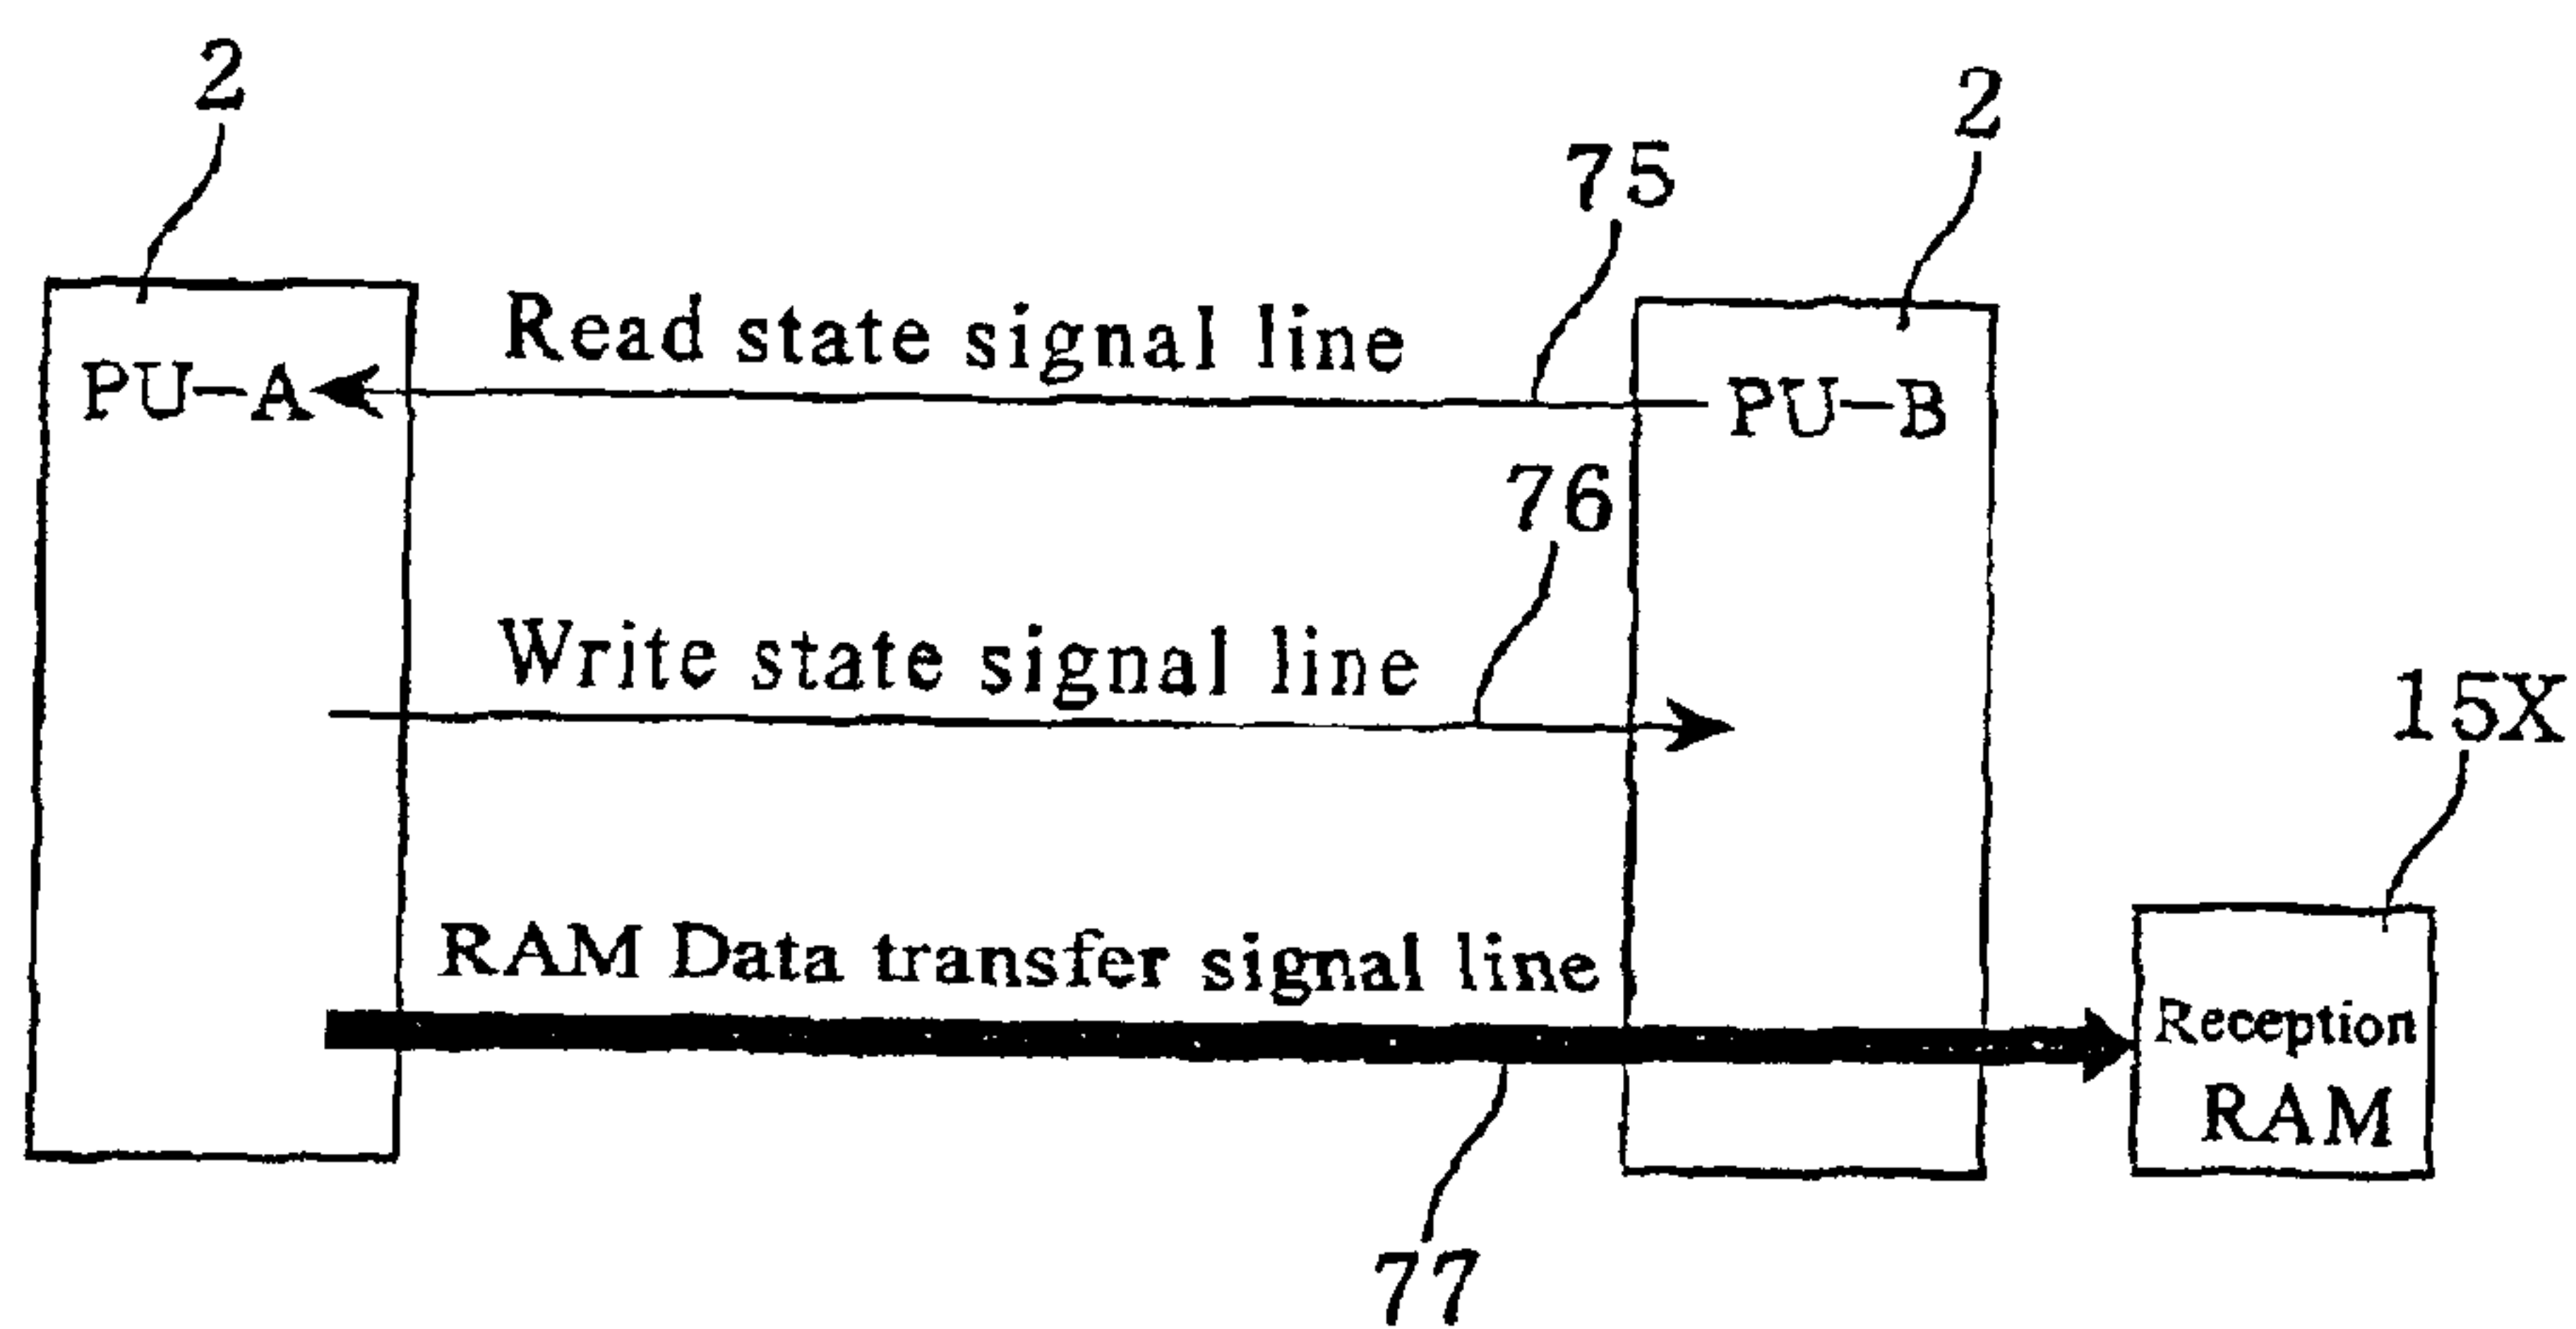 2
2
75
Read state signal line
PU-A
PU-B
76
Write state signal line
15X
RAM Data transfer signal line
Reception
RAM
77